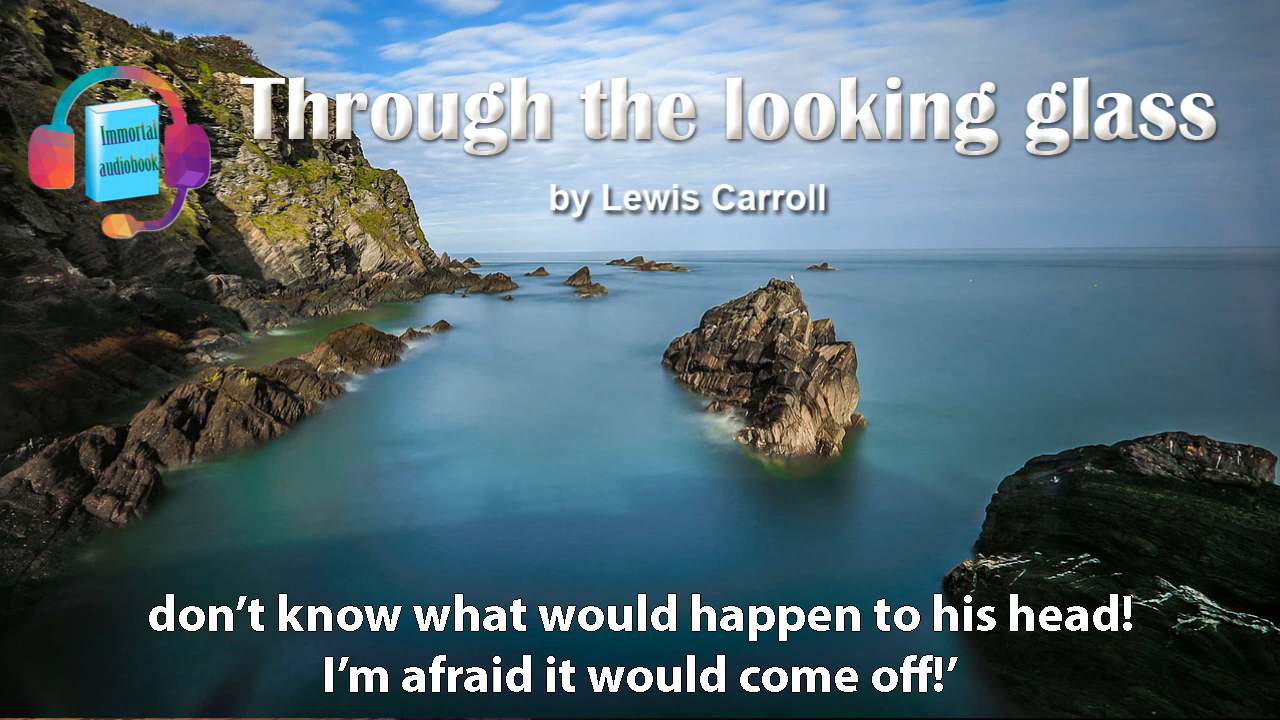 Immortal
audiobook
Through the looking glass
by Lewis Carroll
don’t know what would happen to his head!
I’m afraid it would come off!’